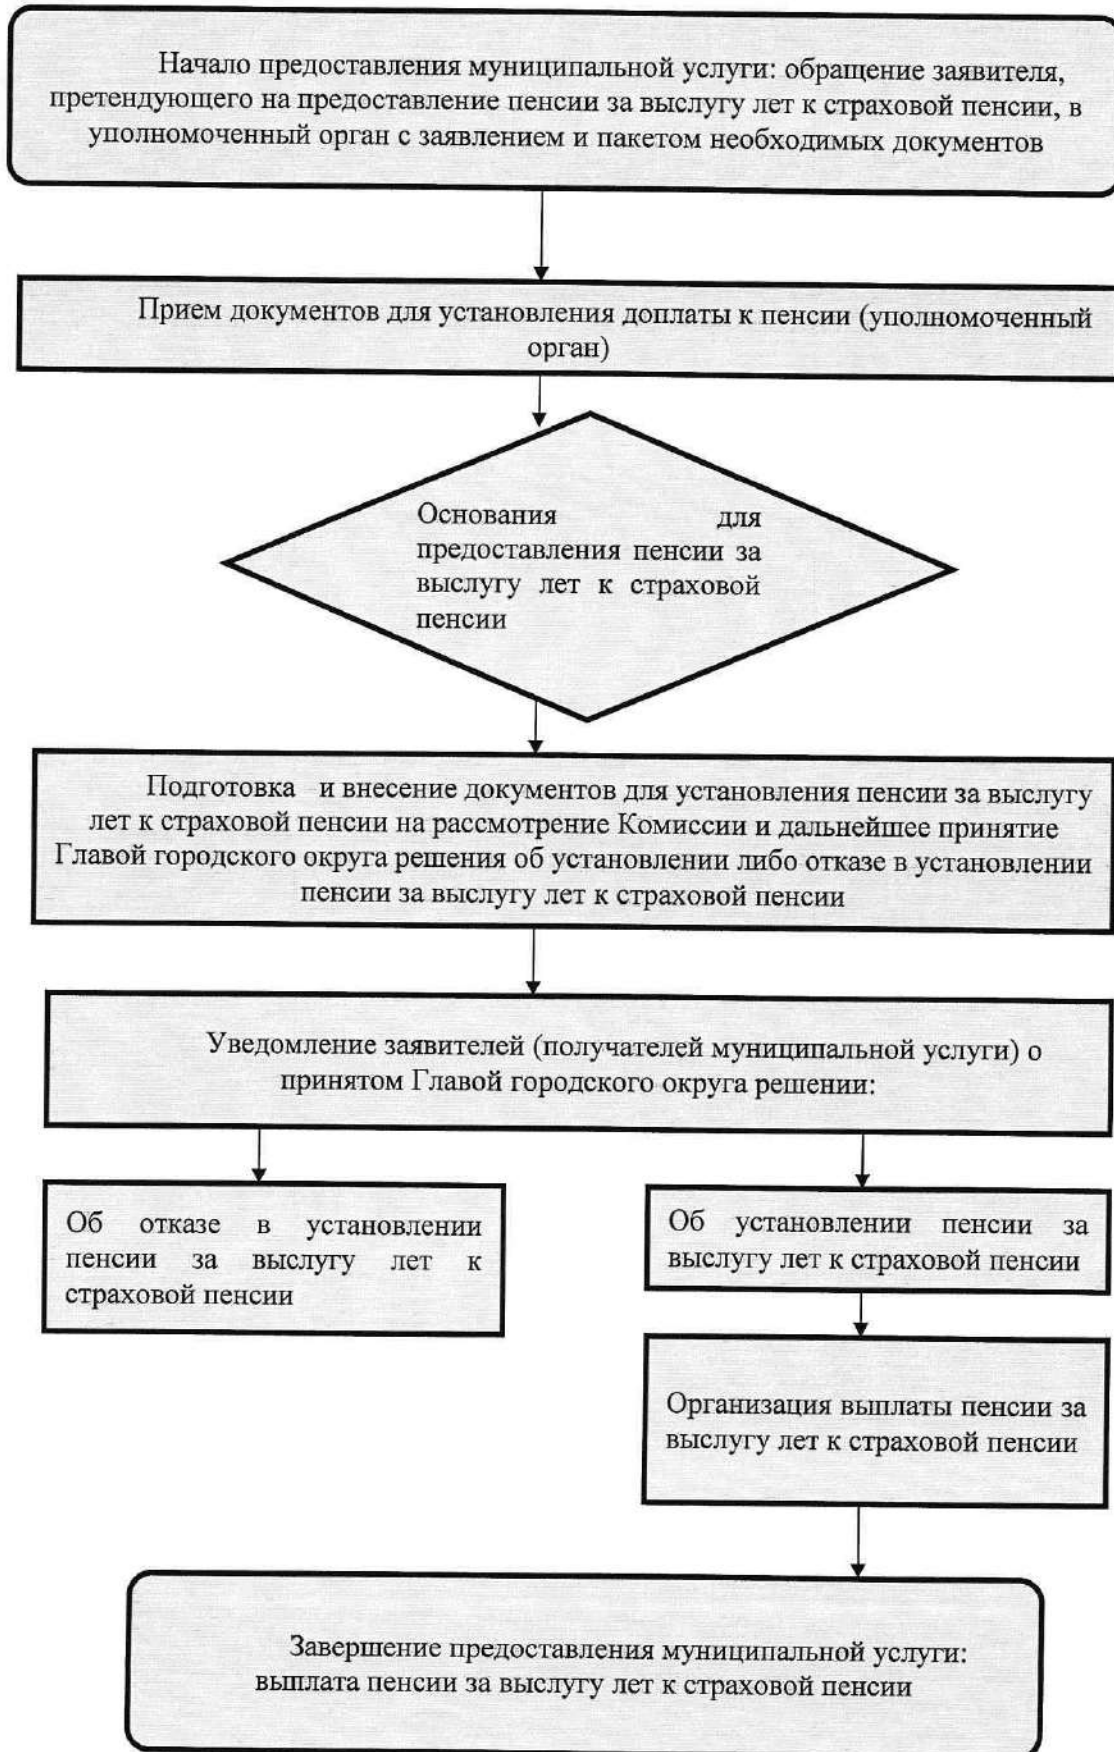 Начало предоставления муниципальной услуги: обращение заявителя,
претендующего на предоставление пенсии за выслугу лет к страховой пенсии, в
уполномоченный орган с заявлением и пакетом необходимых документов
Прием документов для установления доплаты к пенсии (уполномоченный
орган)
Основания для
предоставления пенсии за
выслугу лет к страховой
пенсии
Подготовка и внесение документов для установления пенсии за выслугу
лет к страховой пенсии на рассмотрение Комиссии и дальнейшее принятие
Главой городского округа решения об установлении либо отказе в установлении
пенсии за выслугу лет к страховой пенсии
Уведомление заявителей (получателей муниципальной услуги) о
принятом Главой городского округа решении:
Об отказе в установлении
пенсии за выслугу лет к
страховой пенсии
Об установлении пенсии за
выслугу лет к страховой пенсии
Организация выплаты пенсии за
выслугу лет к страховой пенсии
Завершение предоставления муниципальной услуги:
выплата пенсии за выслугу лет к страховой пенсии